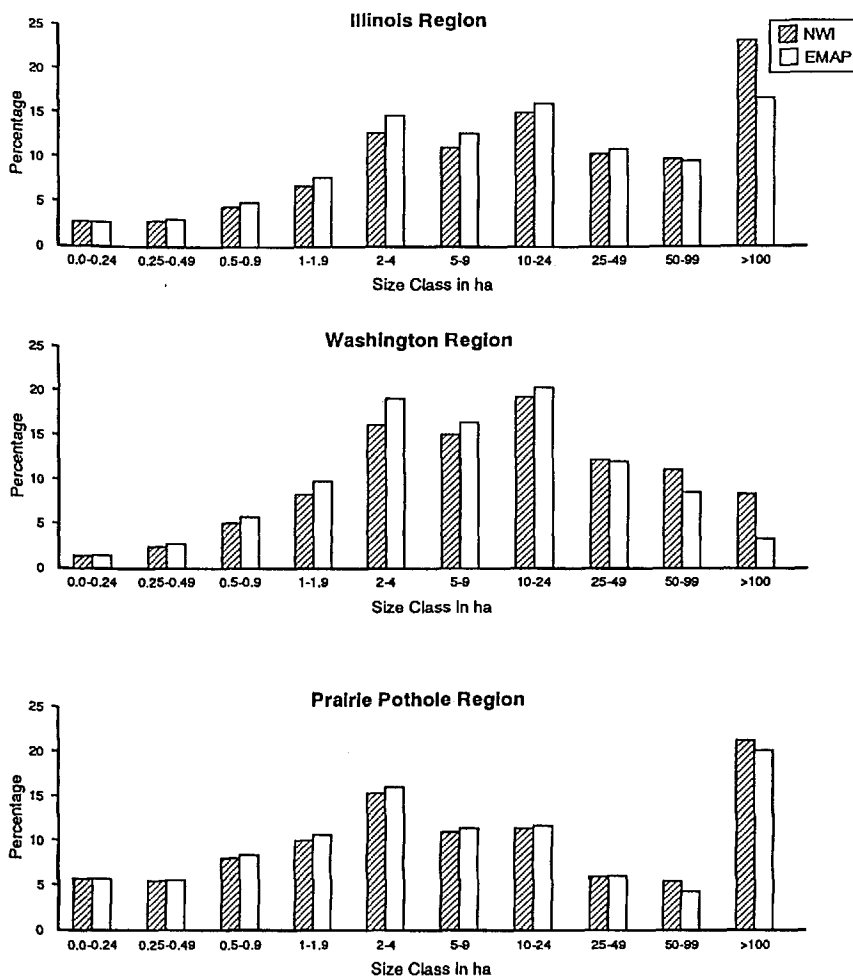 Illinois Region
NWI
EMAP
Percentage
25
20
15
10
5
0
0.0-0.24 0.25-0.49 0.5-0.9 1-1.9 2-4 5-9 10-24 25-49 50-99 >100
Size Class in ha
Washington Region
Percentage
25
20
15
10
5
0
0.0-0.24 0.25-0.49 0.5-0.9 1-1.9 2-4 5-9 10-24 25-49 50-99 >100
Size Class in ha
Prairie Pothole Region
Percentage
25
20
15
10
5
0
0.0-0.24 0.25-0.49 0.5-0.9 1-1.9 2-4 5-9 10-24 25-49 50-99 >100
Size Class in ha